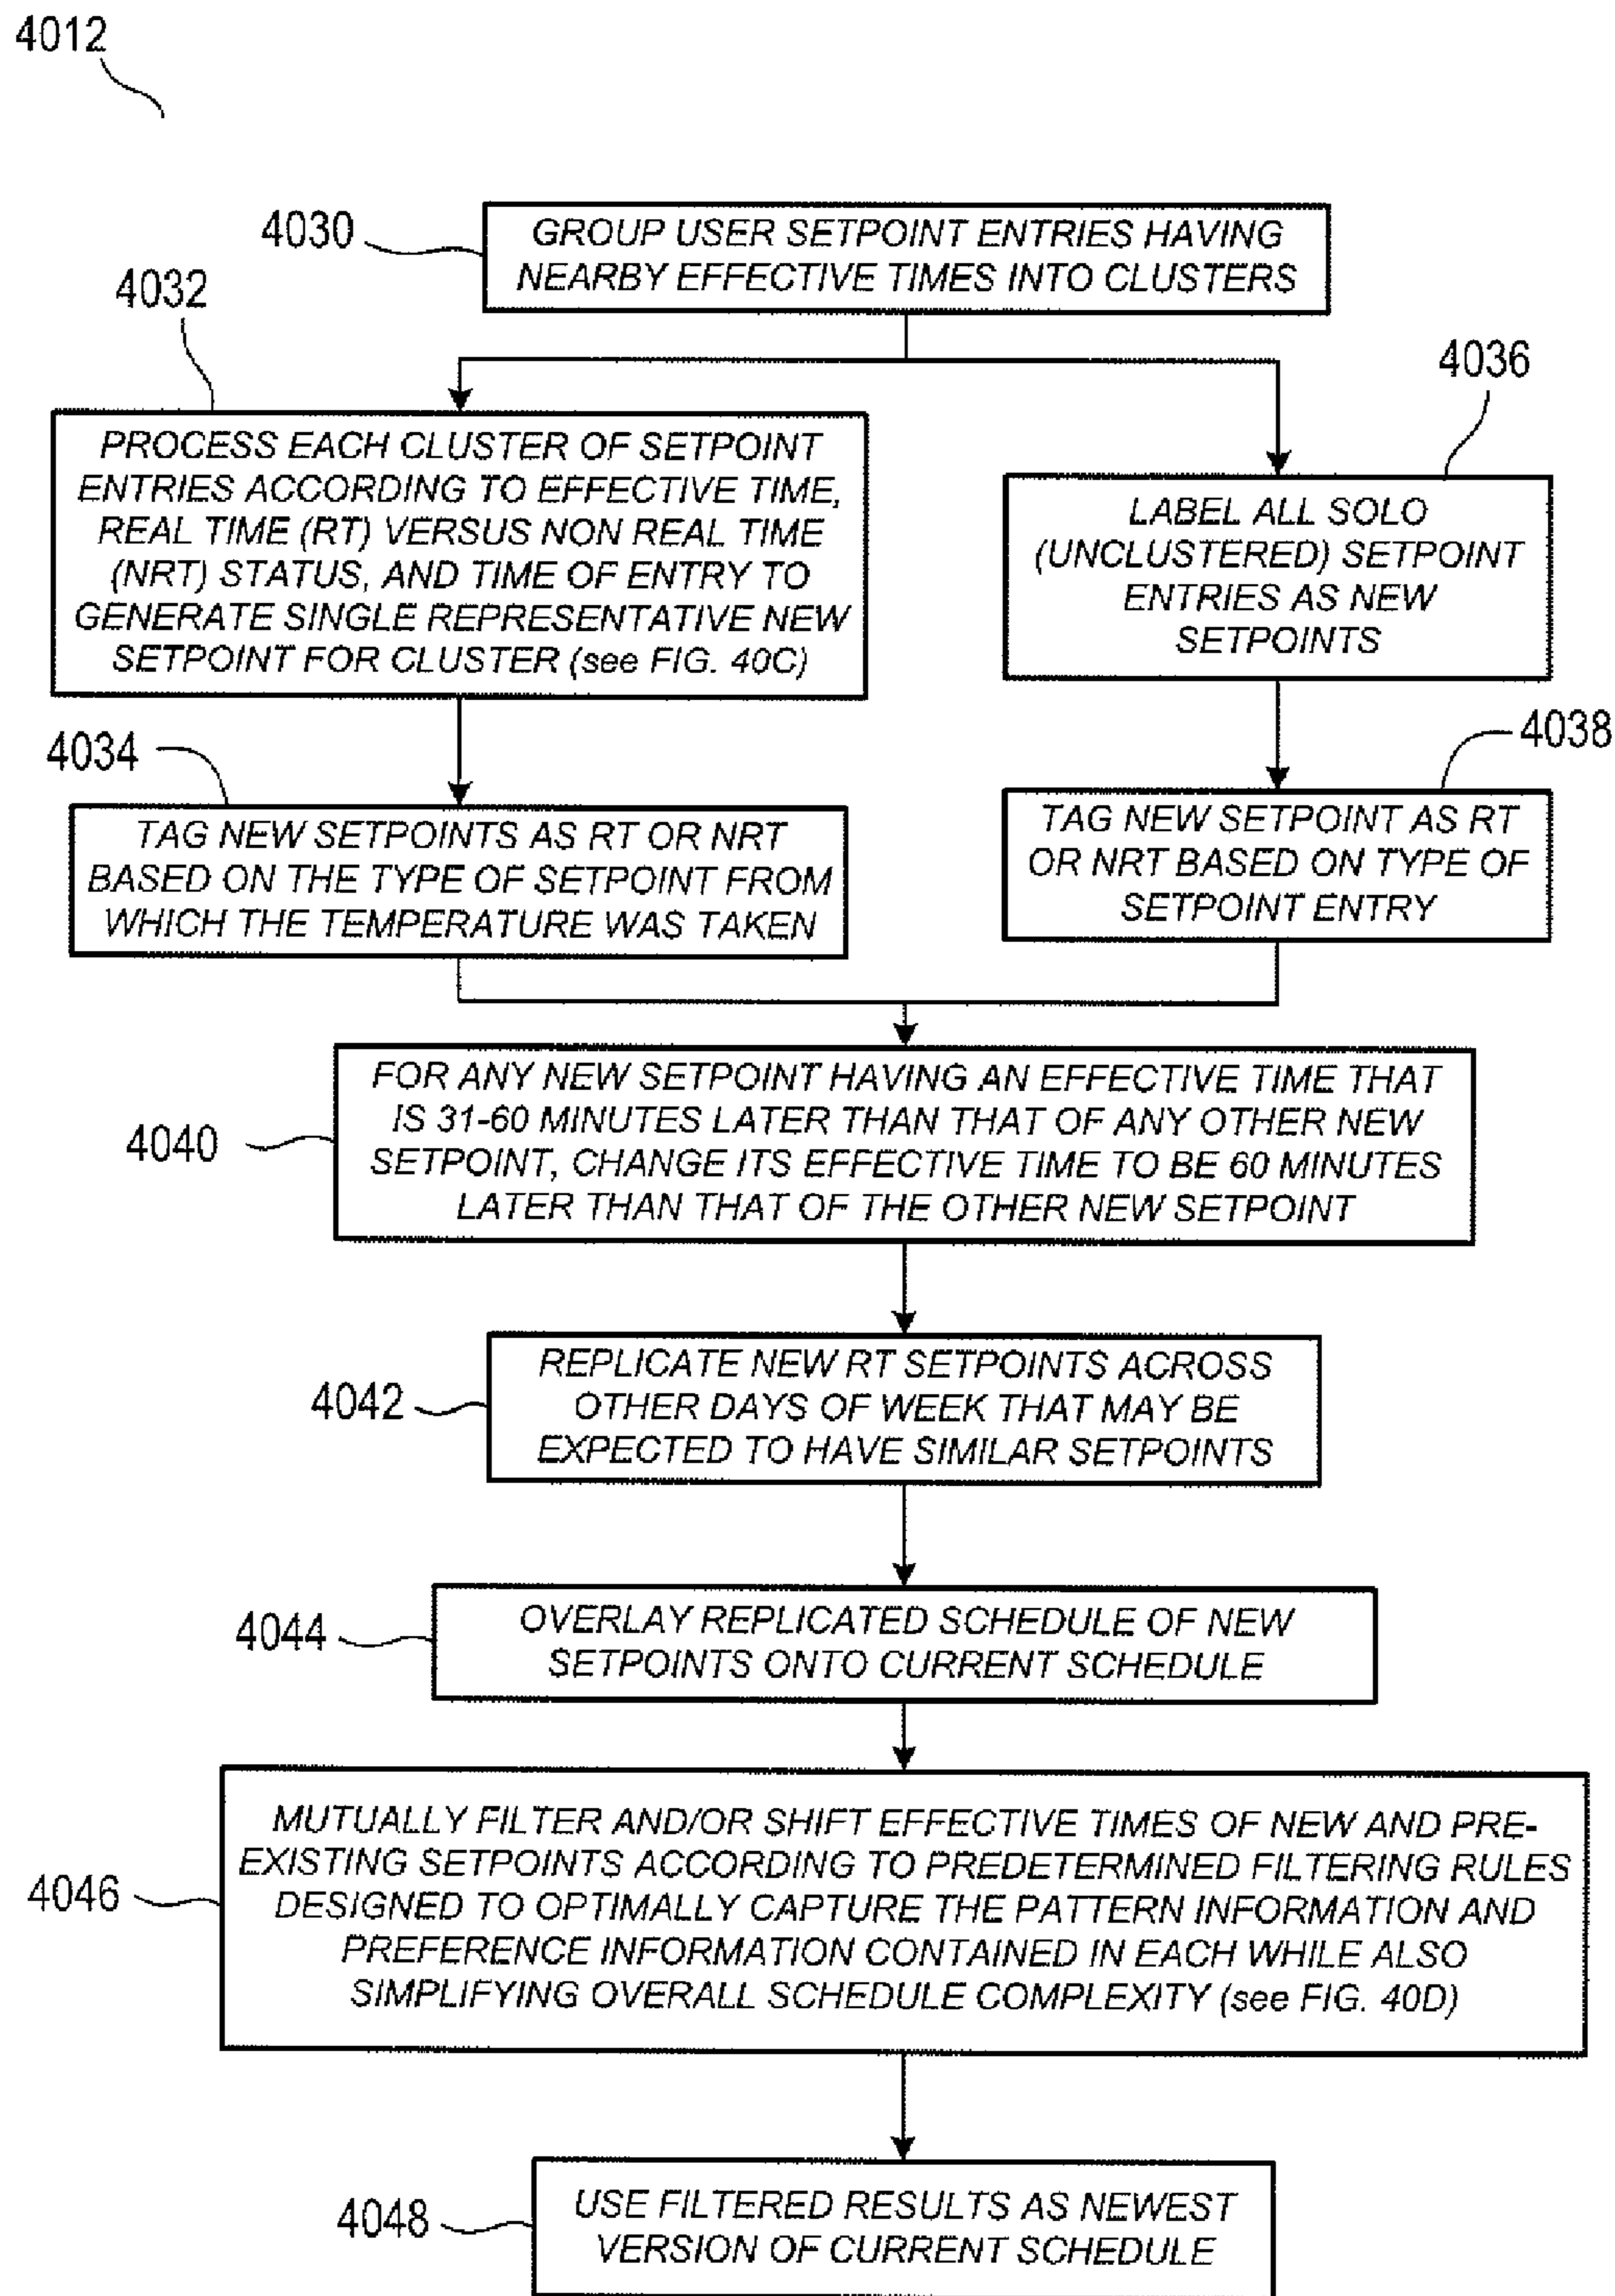 4012
4030
GROUP USER SETPOINT ENTRIES HAVING
NEARBY EFFECTIVE TIMES INTO CLUSTERS
4032
PROCESS EACH CLUSTER OF SETPOINT
ENTRIES ACCORDING TO EFFECTIVE TIME,
REAL TIME (RT) VERSUS NON REAL TIME
(NRT) STATUS, AND TIME OF ENTRY TO
GENERATE SINGLE REPRESENTATIVE NEW
SETPOINT FOR CLUSTER (see FIG. 40C)
4036
LABEL ALL SOLO
(UNCLUSTERED) SETPOINT
ENTRIES AS NEW
SETPOINTS
4034
TAG NEW SETPOINTS AS RT OR NRT
BASED ON THE TYPE OF SETPOINT FROM
WHICH THE TEMPERATURE WAS TAKEN
4038
TAG NEW SETPOINT AS RT
OR NRT BASED ON TYPE OF
SETPOINT ENTRY
4040
FOR ANY NEW SETPOINT HAVING AN EFFECTIVE TIME THAT
IS 31-60 MINUTES LATER THAN THAT OF ANY OTHER NEW
SETPOINT, CHANGE ITS EFFECTIVE TIME TO BE 60 MINUTES
LATER THAN THAT OF THE OTHER NEW SETPOINT
4042
REPLICATE NEW RT SETPOINTS ACROSS
OTHER DAYS OF WEEK THAT MAY BE
EXPECTED TO HAVE SIMILAR SETPOINTS
4044
OVERLAY REPLICATED SCHEDULE OF NEW
SETPOINTS ONTO CURRENT SCHEDULE
4046
MUTUALLY FILTER AND/OR SHIFT EFFECTIVE TIMES OF NEW AND PRE-
EXISTING SETPOINTS ACCORDING TO PREDETERMINED FILTERING RULES
DESIGNED TO OPTIMALLY CAPTURE THE PATTERN INFORMATION AND
PREFERENCE INFORMATION CONTAINED IN EACH WHILE ALSO
SIMPLIFYING OVERALL SCHEDULE COMPLEXITY (see FIG. 40D)
4048
USE FILTERED RESULTS AS NEWEST
VERSION OF CURRENT SCHEDULE